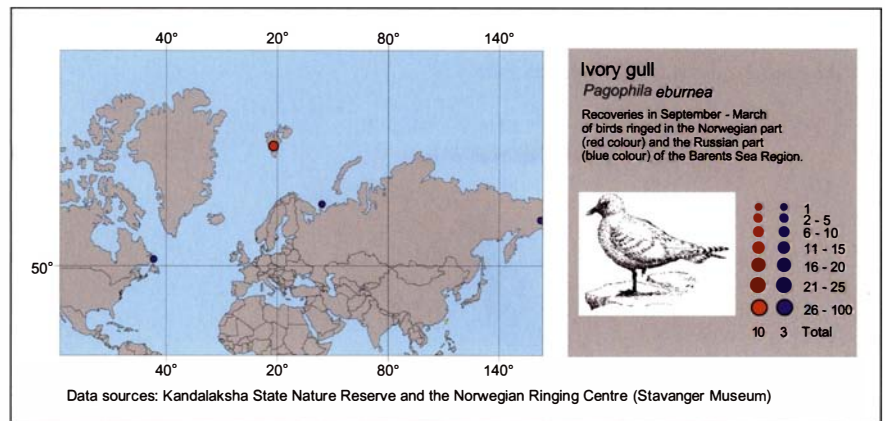 40° 20° 80° 140°
50°
40° 20° 80° 140°
Ivory gull
Pagophila eburnea
Recoveries in September - March
of birds ringed in the Norwegian part
(red colour) and the Russian part
(blue colour) of the Barents Sea Region.
1
2 - 5
6 - 10
11 - 15
16 - 20
21 - 25
26 - 100
10 3 Total
Data sources: Kandalaksha State Nature Reserve and the Norwegian Ringing Centre (Stavanger Museum)